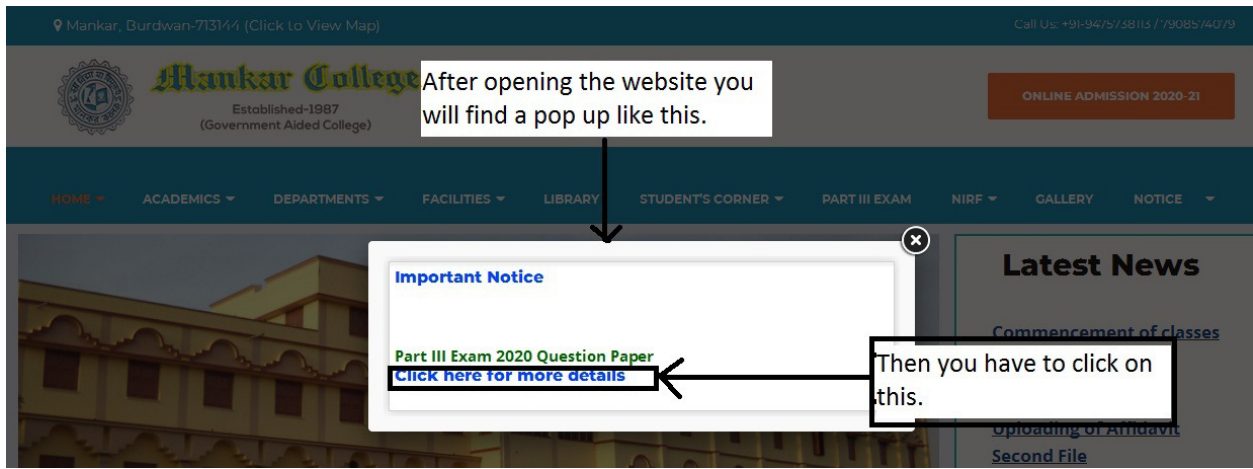 Mankar, Burdwan-713144 (Click to View Map)
Call Us: +91-9475738113 / 7908574079
Mankar College
Established-1987
(Government Aided College)
After opening the website you
will find a pop up like this.
ONLINE ADMISSION 2020-21
HOME ACADEMICS DEPARTMENTS FACILITIES LIBRARY STUDENT'S CORNER PART III EXAM NIRF GALLERY NOTICE
Important Notice
Part III Exam 2020 Question Paper
Click here for more details
Then you have to click on
this.
Latest News
Commencement of classes
Uploading of Affidavit
Second File